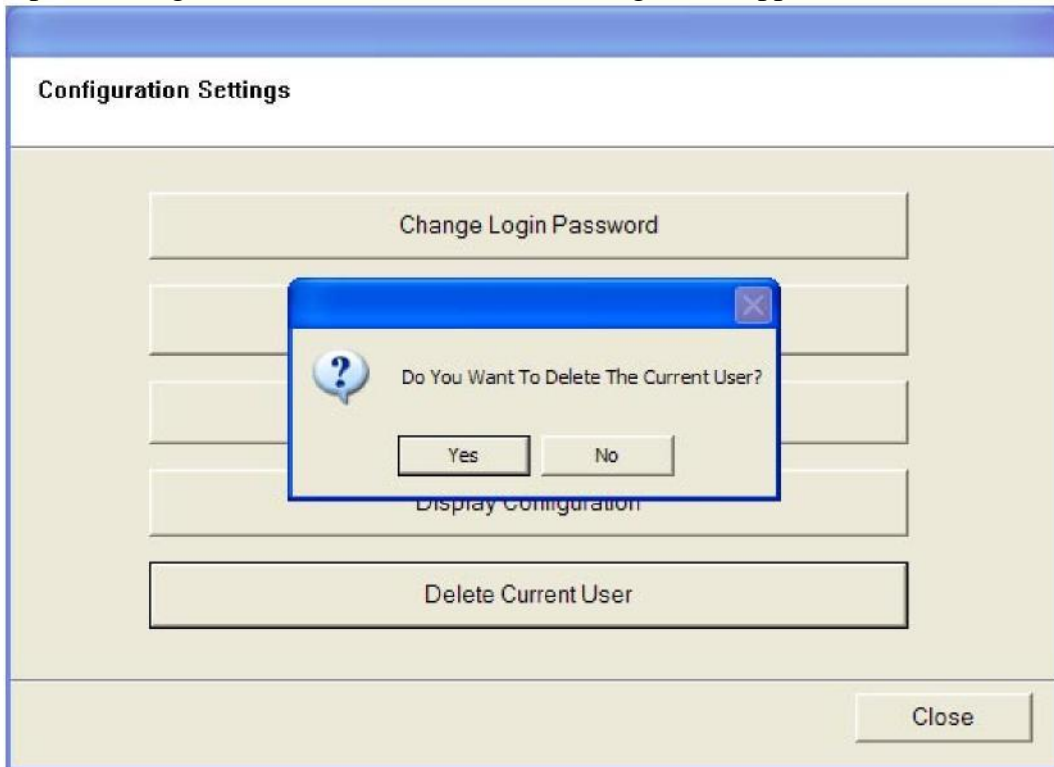 Configuration Settings
Change Login Password
Do You Want To Delete The Current User?
Yes
No
Display Configuration
Delete Current User
Close